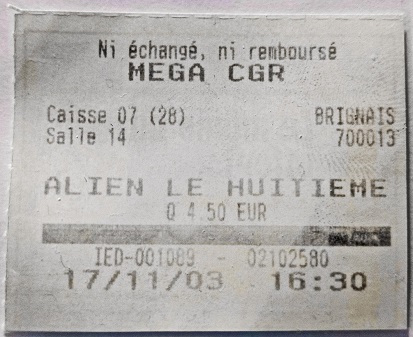 Ni échangé, ni remboursé
MEGA CGR
Caisse 07 (28) BRIGNAIS
Salle 14 700013
ALIEN LE HUITIEME
Q 4.50 EUR
IED-001089 - 02102580
17/11/03 16:30